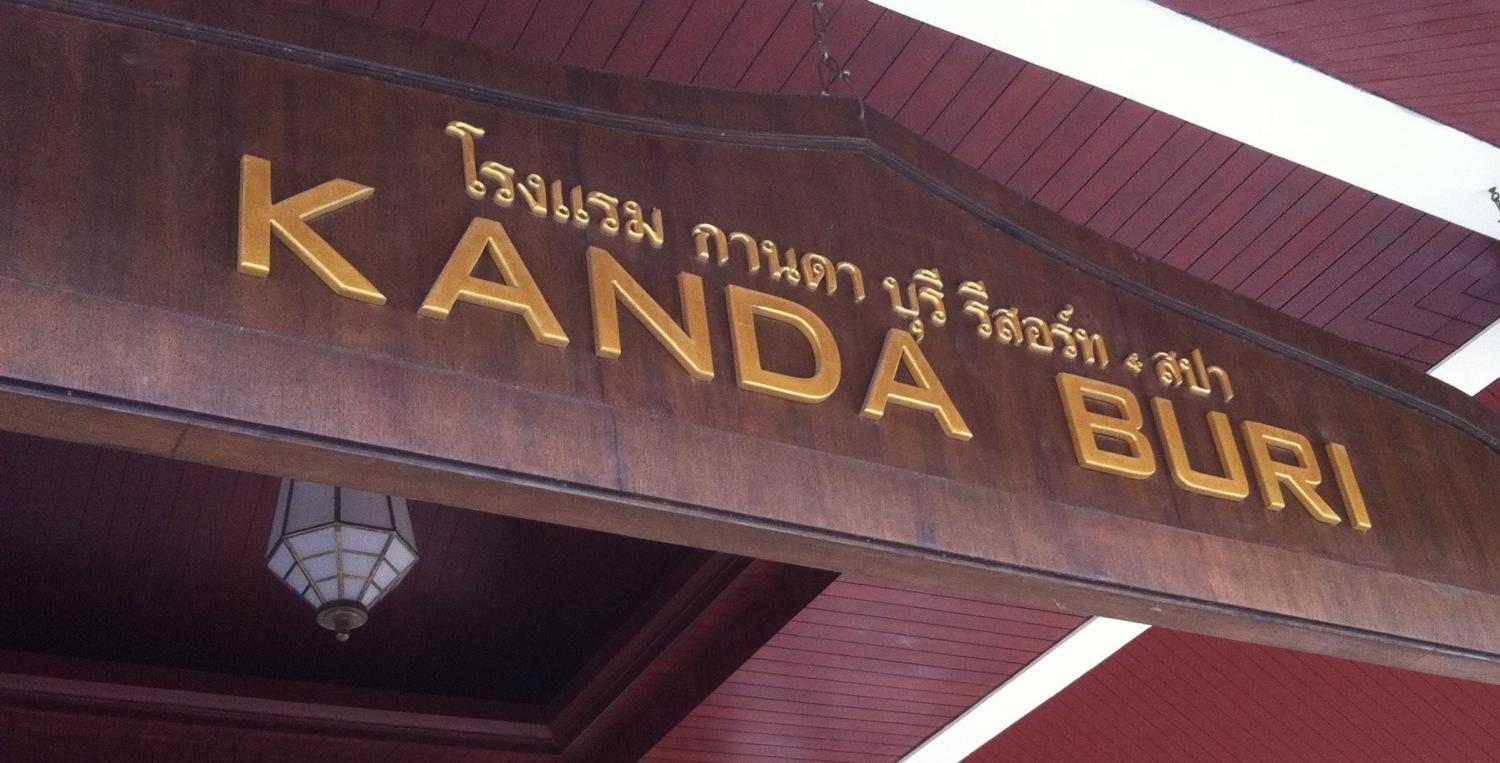 โรงแรม กานดา บุรี รีสอร์ท & สปา
KANDA BURI